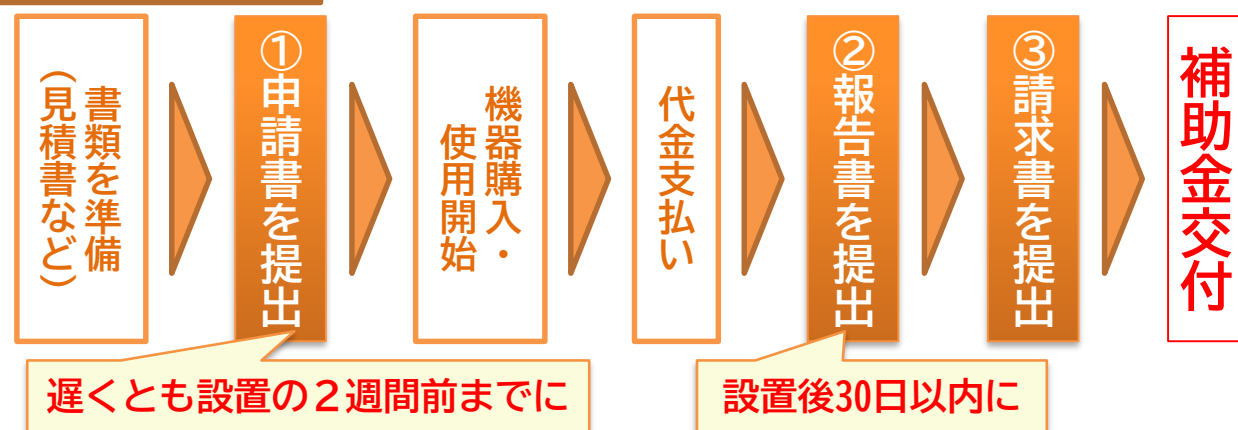 書類を準備
(見積書など)
①申請書を提出
機器購入・
使用開始
代金支払い
②報告書を提出
③請求書を提出
補助金交付
遅くとも設置の２週間前までに
設置後30日以内に